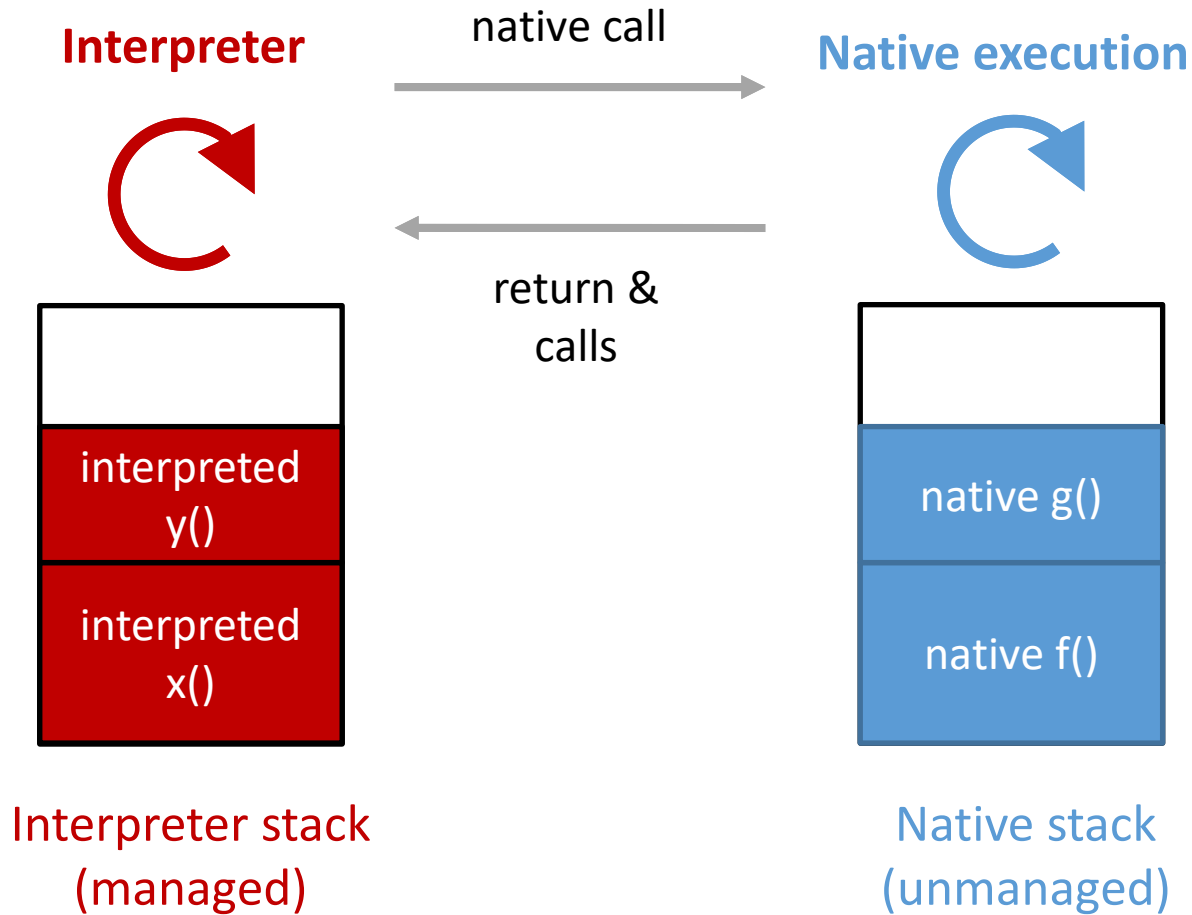 Interpreter
native call
Native execution
return &
calls
interpreted
y()
interpreted
x()
native g()
native f()
Interpreter stack
(managed)
Native stack
(unmanaged)